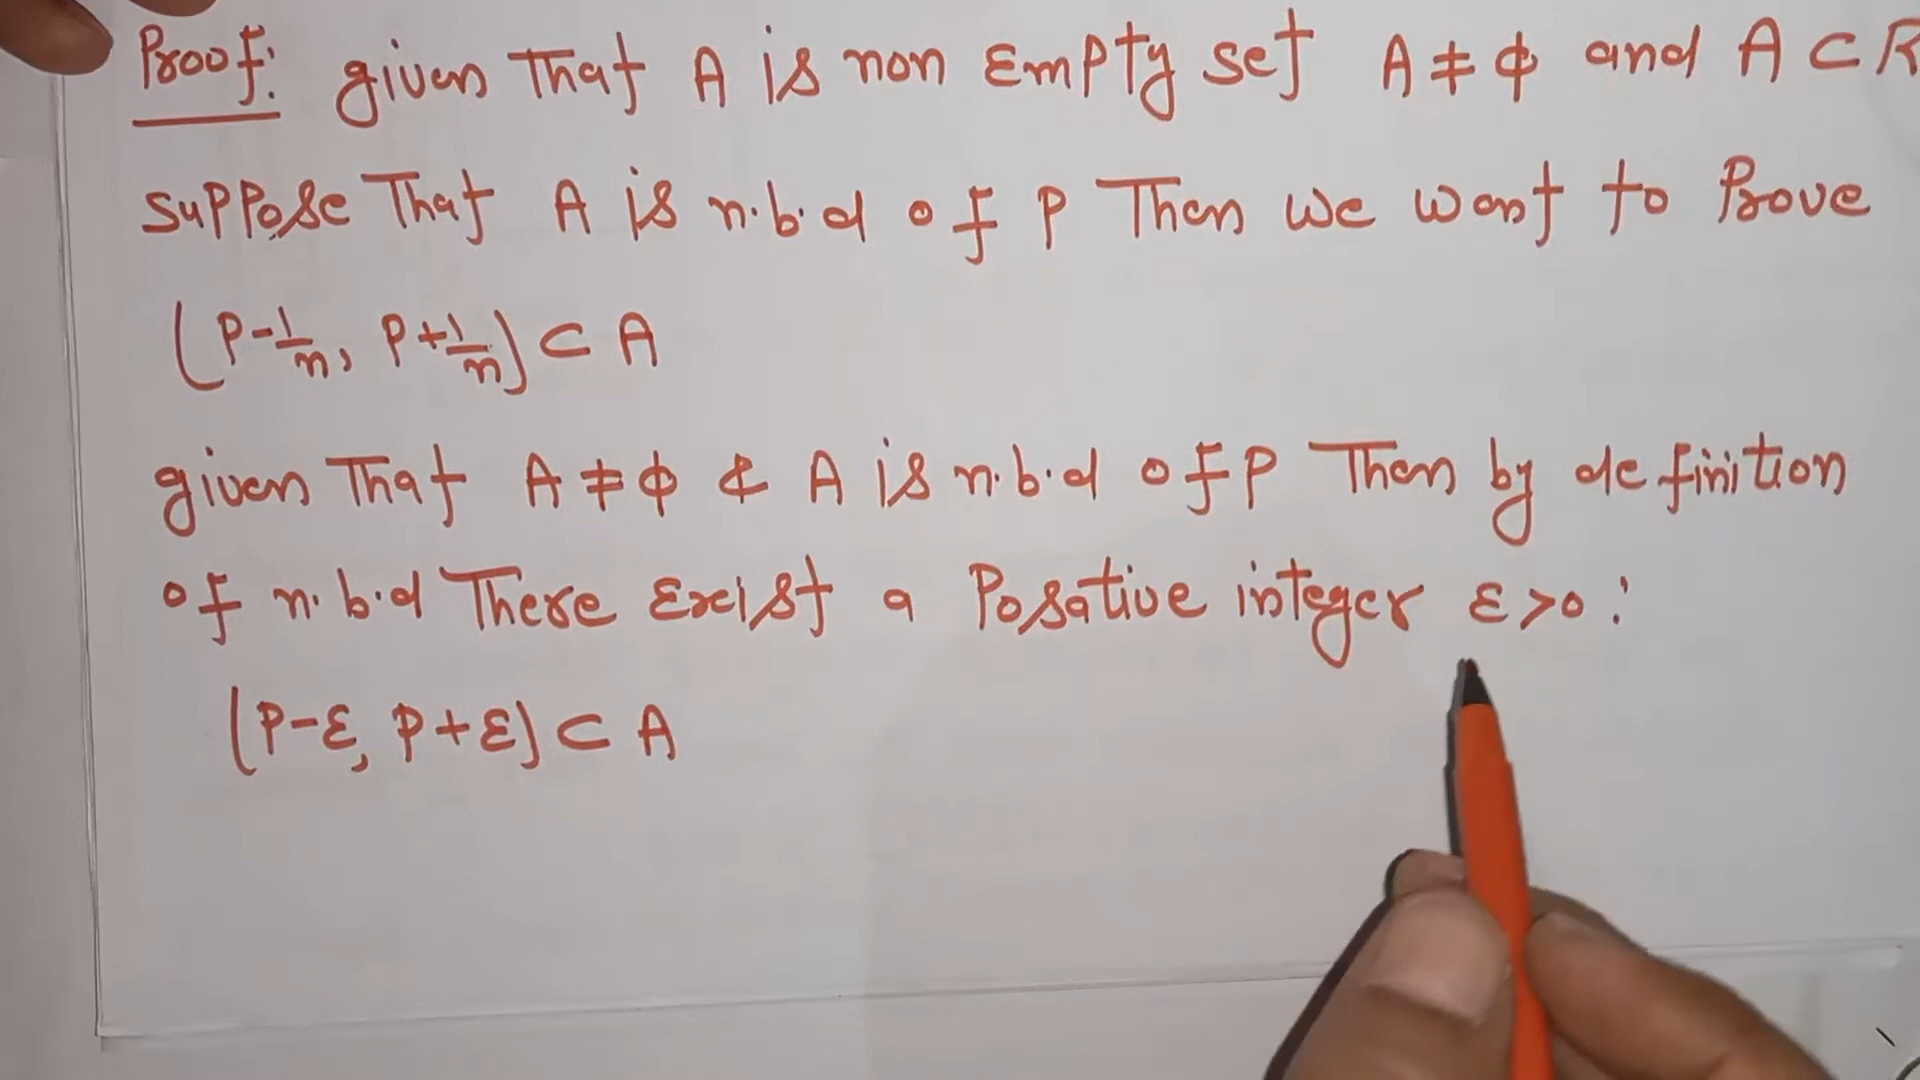 Proof: given That A is non Empty set A ≠ ϕ and A ⊂ R
suppose That A is n.b.d of P Then we want to Prove
(P-1/n, P+1/n) ⊂ A
given That A ≠ ϕ & A is n.b.d of P Then by definition
of n.b.d There Exist a Posative integer ε>0:
(P-ε, P+ε) ⊂ A